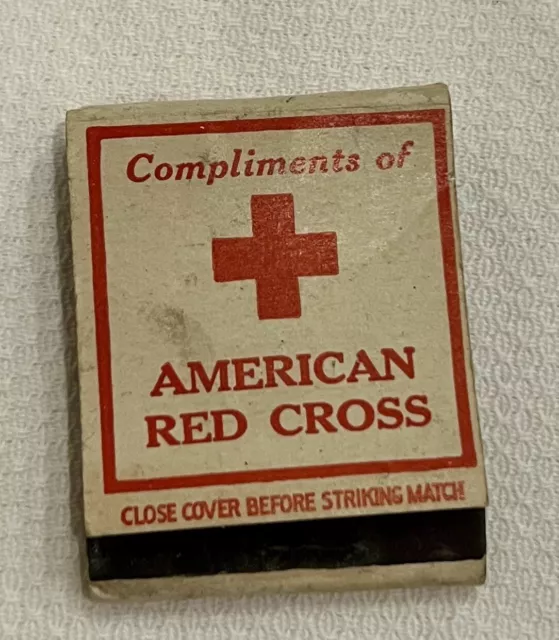 Compliments of
AMERICAN
RED CROSS
CLOSE COVER BEFORE STRIKING MATCH